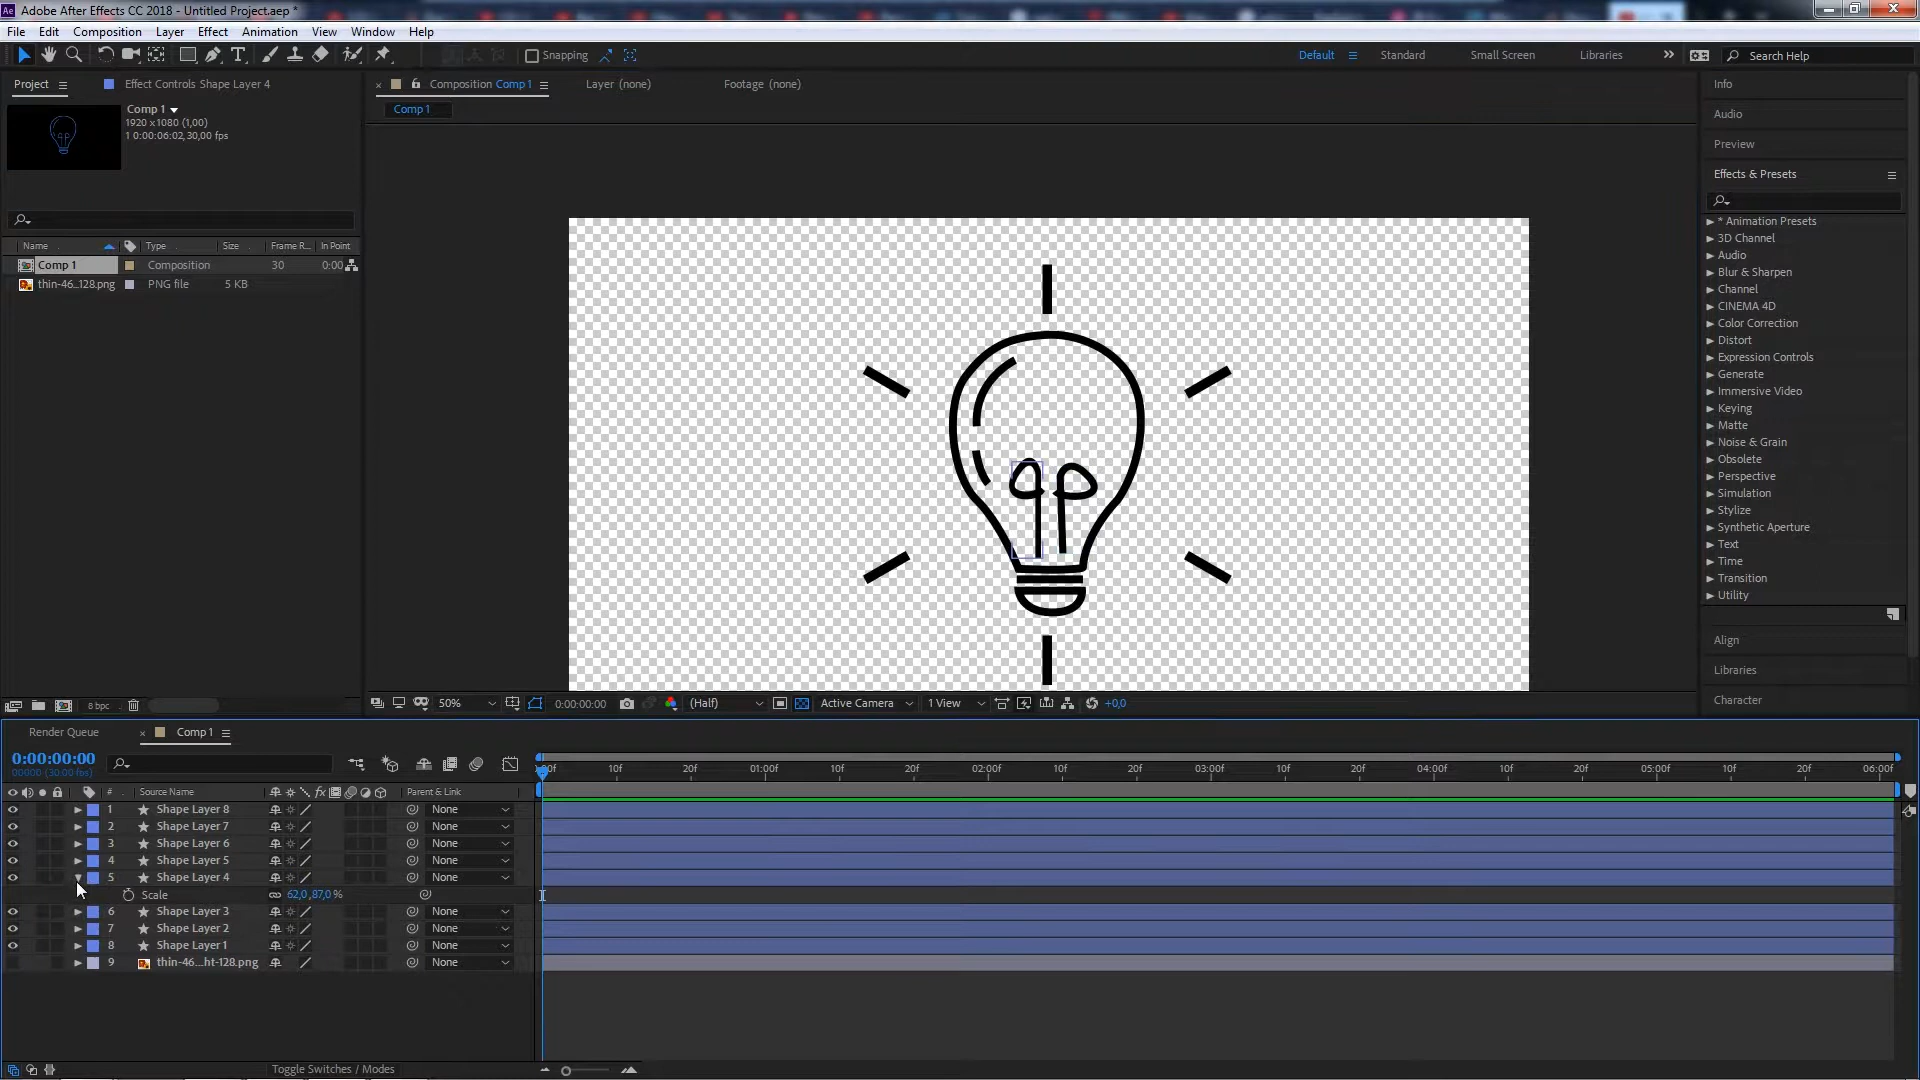 Adobe After Effects CC 2018 - Untitled Project.aep *
File Edit Composition Layer Effect Animation View Window Help
Snapping
Default Standard Small Screen Libraries Search Help
Project Effect Controls Shape Layer 4
Comp 1
1920 x1080 (1,00)
1 0:00:06:02, 30,00 fps
Name Type Size Frame R... In Point
Comp 1 Composition 30 0:00
thin-46...128.png PNG file 5 KB
8 bpc
Composition Comp 1 Layer (none) Footage (none)
Comp 1
50% 0:00:00:00 (Half) Active Camera 1 View +0,0
Info
Audio
Preview
Effects & Presets
* Animation Presets
3D Channel
Audio
Blur & Sharpen
Channel
CINEMA 4D
Color Correction
Distort
Expression Controls
Generate
Immersive Video
Keying
Matte
Noise & Grain
Obsolete
Perspective
Simulation
Stylize
Synthetic Aperture
Text
Time
Transition
Utility
Align
Libraries
Character
Render Queue Comp 1
0:00:00:00
00000 (30.00 fps)
10f 20f 01:00f 10f 20f 02:00f 10f 20f 03:00f 10f 20f 04:00f 10f 20f 05:00f 10f 20f 06:00f
# Source Name Parent & Link
1 Shape Layer 8 None
2 Shape Layer 7 None
3 Shape Layer 6 None
4 Shape Layer 5 None
5 Shape Layer 4 None
Scale 62,0,87,0 %
6 Shape Layer 3 None
7 Shape Layer 2 None
8 Shape Layer 1 None
9 thin-46...ht-128.png None
Toggle Switches / Modes